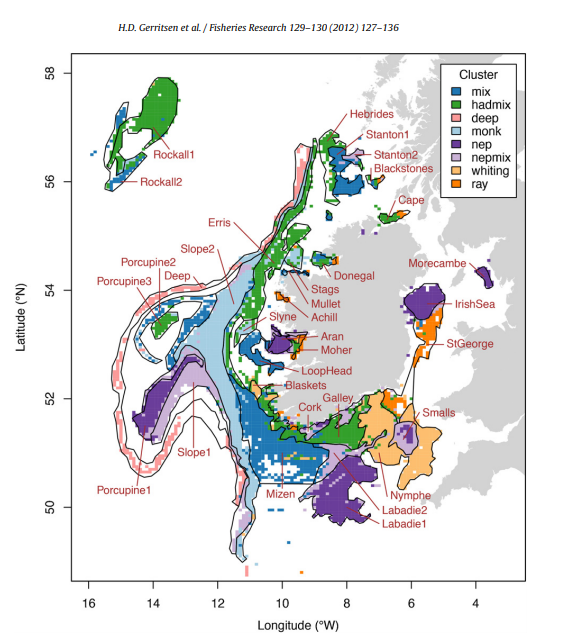 H.D. Gerritsen et al. / Fisheries Research 129–130 (2012) 127–136
58
56
54
52
50
Latitude (°N)
16
14
12
10
8
6
4
Longitude (°W)
Cluster
mix
hadmix
deep
monk
nep
nepmix
whiting
ray
Hebrides
Stanton1
Rockall1
Stanton2
Blackstones
Rockall2
Cape
Erris
Slope2
Porcupine2
Deep
Morecambe
Donegal
Porcupine3
Stags
Mullet
IrishSea
Slyne
Achill
Aran
StGeorge
Moher
LoopHead
Blaskets
Galley
Cork
Smalls
Slope1
Porcupine1
Mizen
Nymphe
Labadie2
Labadie1